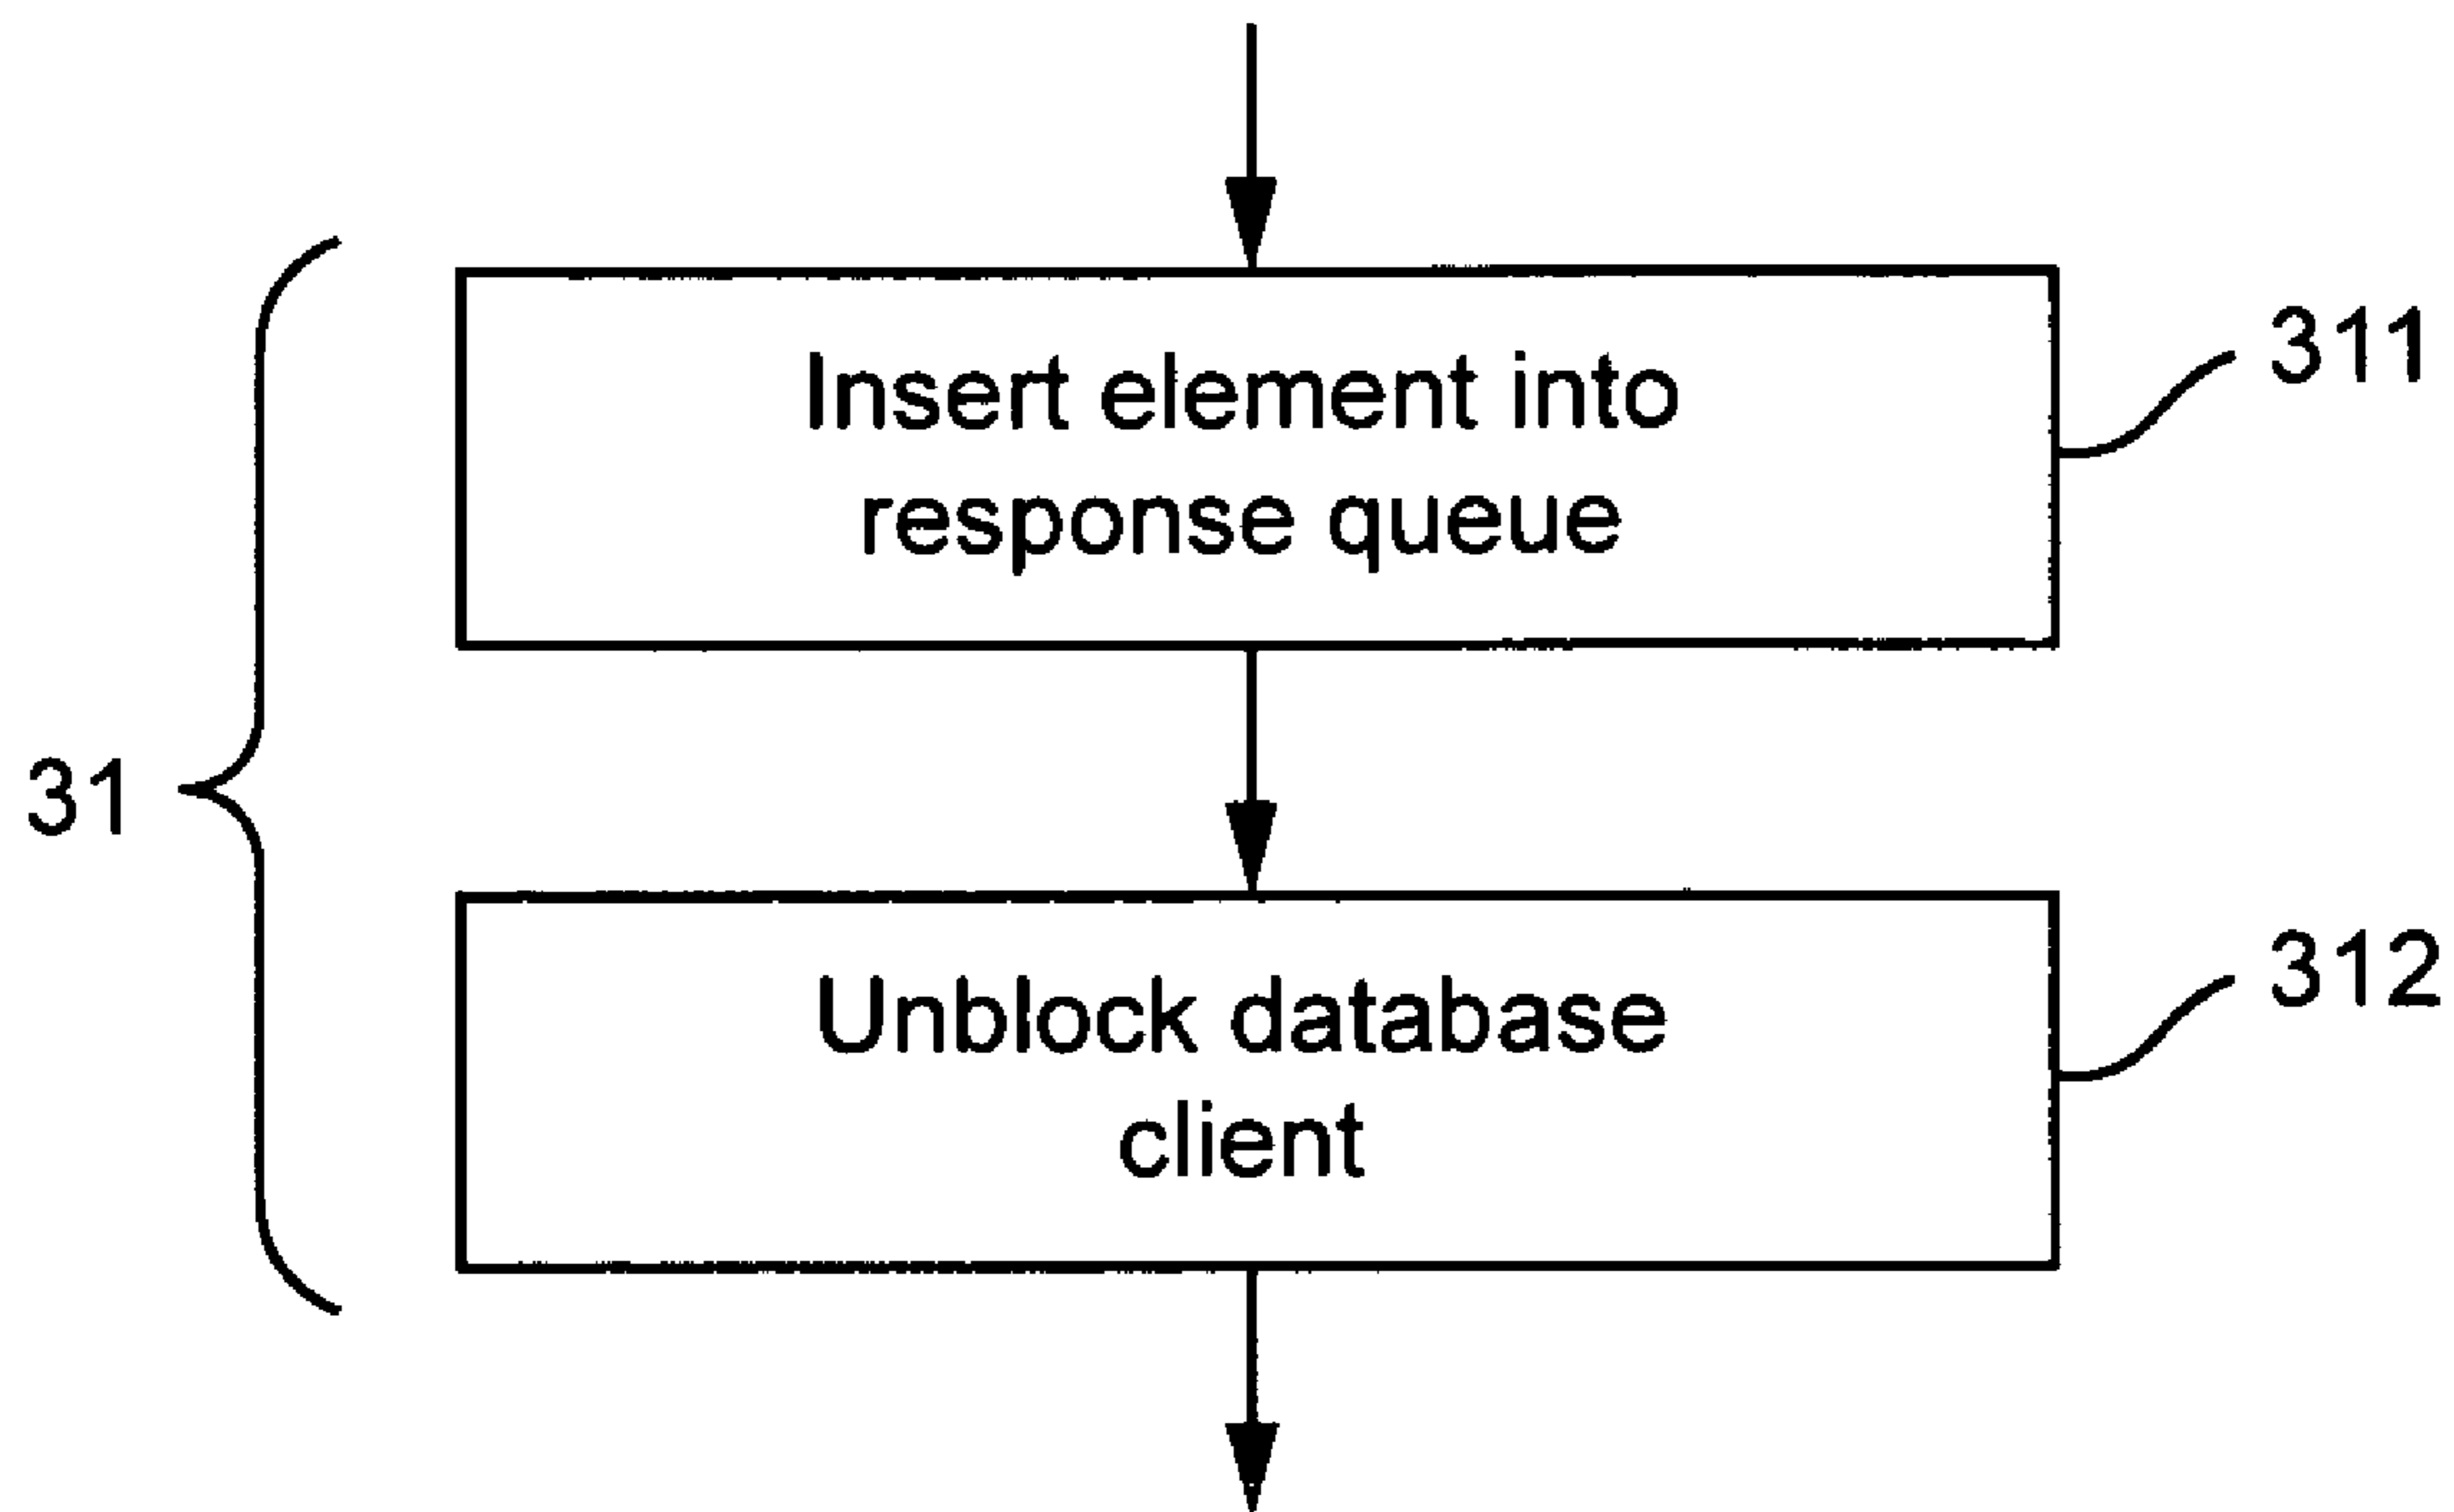 Insert element into
response queue
311
31
Unblock database
client
312